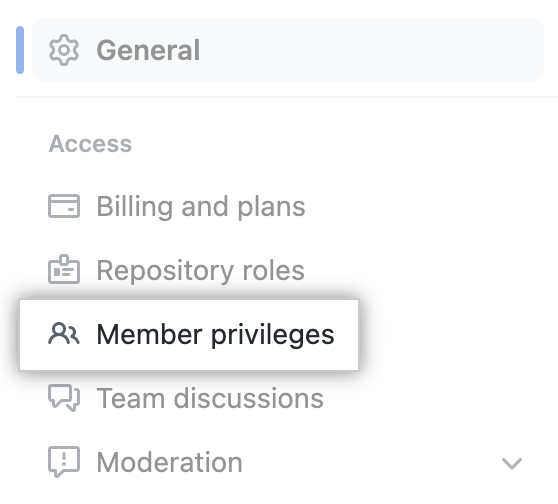 General
Access
Billing and plans
Repository roles
Member privileges
Team discussions
Moderation